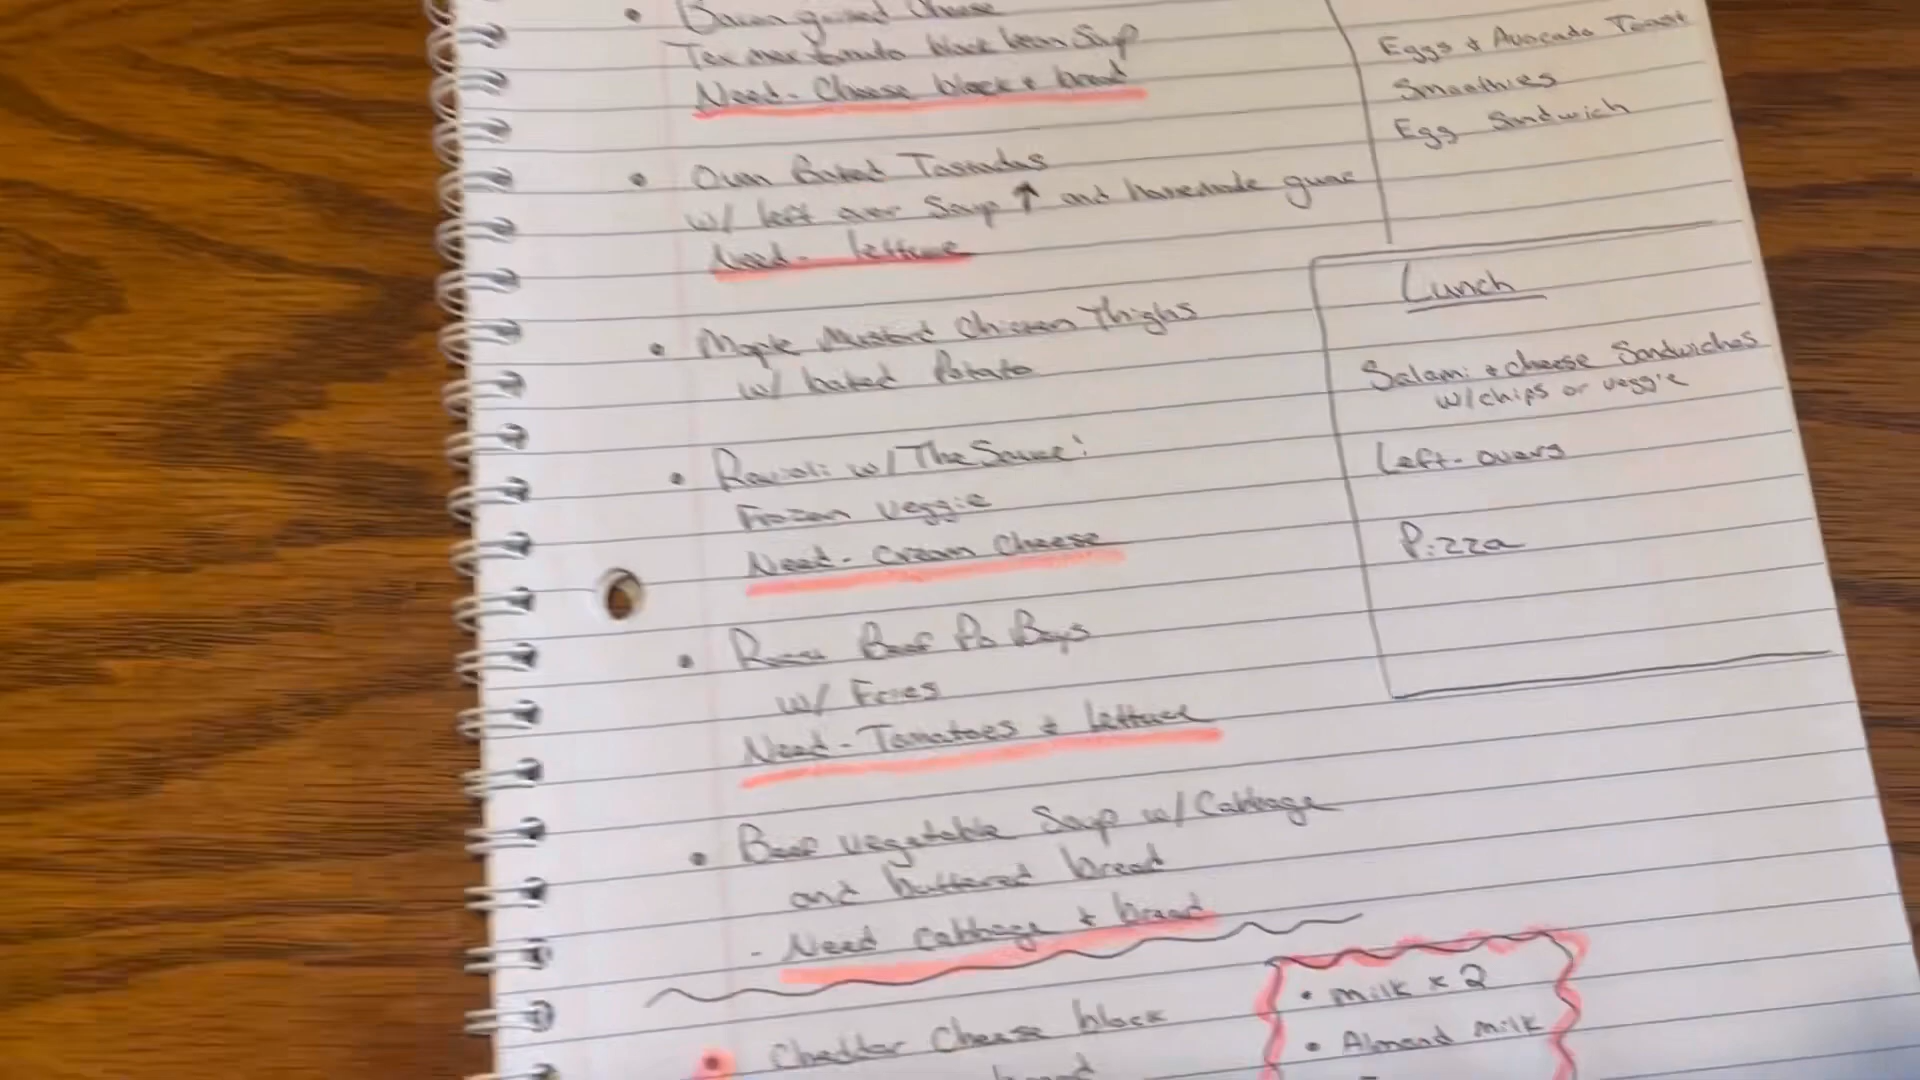 Bacon grilled cheese
Tex mex tomato black bean Soup
Need - Cheese block + bread
Oven Baked Tostadas
w/ left over Soup ↑ and homemade guac
Need - lettuce
Maple Mustard Chicken Thighs
w/ baked Potato
Ravioli w/ The Sauce
Frozen veggie
Need - Cream Cheese
Roast Beef Po Boys
w/ Fries
Need - Tomatoes + lettuce
Beef vegetable Soup w/ Cabbage
and buttered bread
- Need cabbage + bread
Cheddar Cheese block
bread
Eggs + Avocado Toast
Smoothies
Egg Sandwich
Lunch
Salami + cheese Sandwiches
w/ chips or veggie
Left-overs
Pizza
• milk x 2
• Almond milk